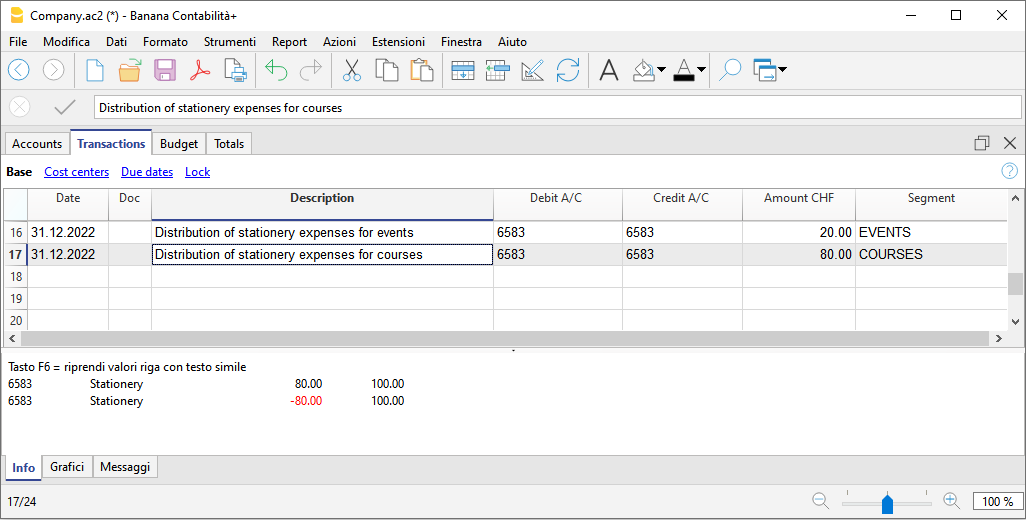 Company.ac2 (*) - Banana Contabilità+
File Modifica Dati Formato Strumenti Report Azioni Estensioni Finestra Aiuto
Distribution of stationery expenses for courses
Accounts Transactions Budget Totals
Base Cost centers Due dates Lock
Date Doc Description Debit A/C Credit A/C Amount CHF Segment
16 31.12.2022 Distribution of stationery expenses for events 6583 6583 20.00 EVENTS
17 31.12.2022 Distribution of stationery expenses for courses 6583 6583 80.00 COURSES
18
19
20
Tasto F6 = riprendi valori riga con testo simile
6583 Stationery 80.00 100.00
6583 Stationery -80.00 100.00
Info Grafici Messaggi
17/24 100 %